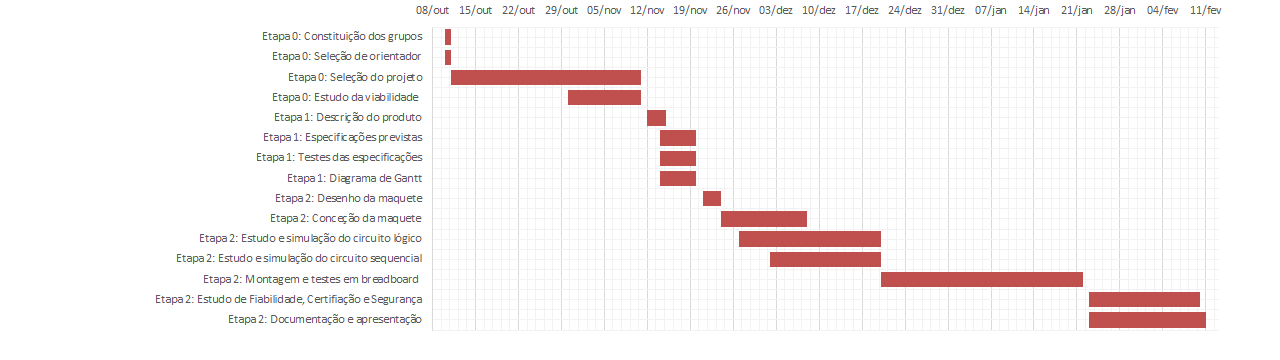 08/out 15/out 22/out 29/out 05/nov 12/nov 19/nov 26/nov 03/dez 10/dez 17/dez 24/dez 31/dez 07/jan 14/jan 21/jan 28/jan 04/fev 11/fev
Etapa 0: Constituição dos grupos
Etapa 0: Seleção de orientador
Etapa 0: Seleção do projeto
Etapa 0: Estudo da viabilidade
Etapa 1: Descrição do produto
Etapa 1: Especificações previstas
Etapa 1: Testes das especificações
Etapa 1: Diagrama de Gantt
Etapa 2: Desenho da maquete
Etapa 2: Conceção da maquete
Etapa 2: Estudo e simulação do circuito lógico
Etapa 2: Estudo e simulação do circuito sequencial
Etapa 2: Montagem e testes em breadboard
Etapa 2: Estudo de Fiabilidade, Certifiação e Segurança
Etapa 2: Documentação e apresentação